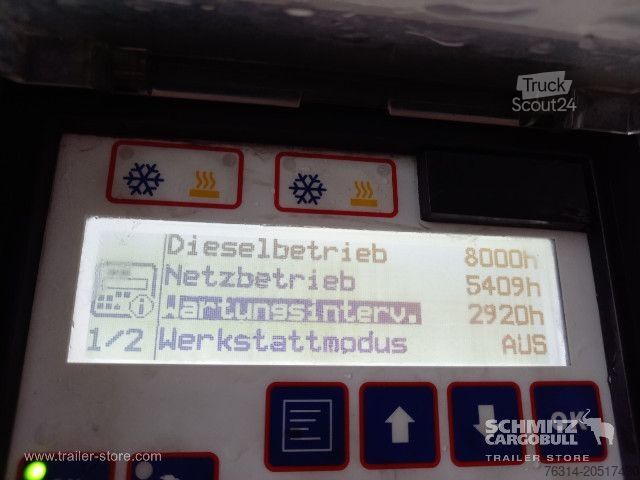 Truck
Scout24
Dieselbetrieb 8000h
Netzbetrieb 5409h
Wartungsinterv. 2920h
1/2 Werkstattmodus AUS
OK
SCHMITZ
CARGOBULL
TRAILER STORE
www.trailer-store.com